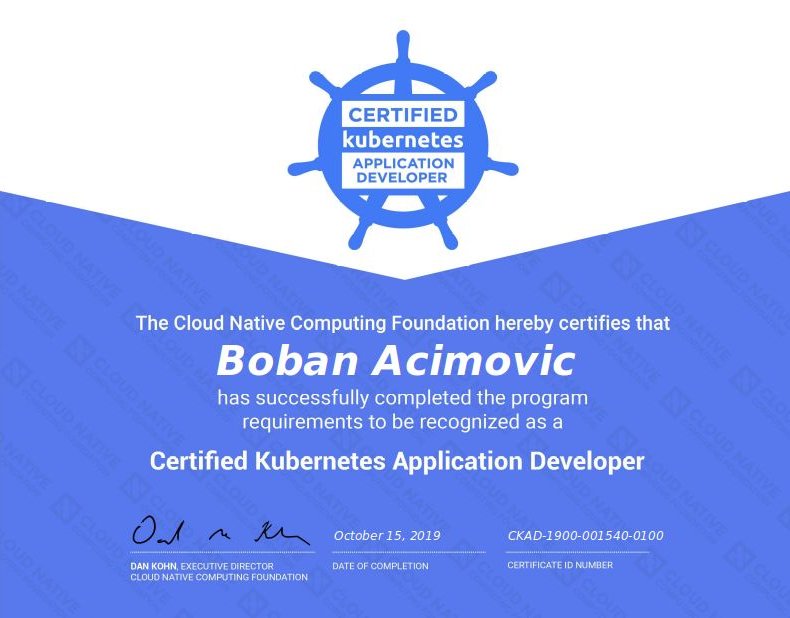 CERTIFIED
kubernetes
APPLICATION
DEVELOPER
The Cloud Native Computing Foundation hereby certifies that
Boban Acimovic
has successfully completed the program
requirements to be recognized as a
Certified Kubernetes Application Developer
October 15, 2019
CKAD-1900-001540-0100
DAN KOHN, EXECUTIVE DIRECTOR
CLOUD NATIVE COMPUTING FOUNDATION
DATE OF COMPLETION
CERTIFICATE ID NUMBER